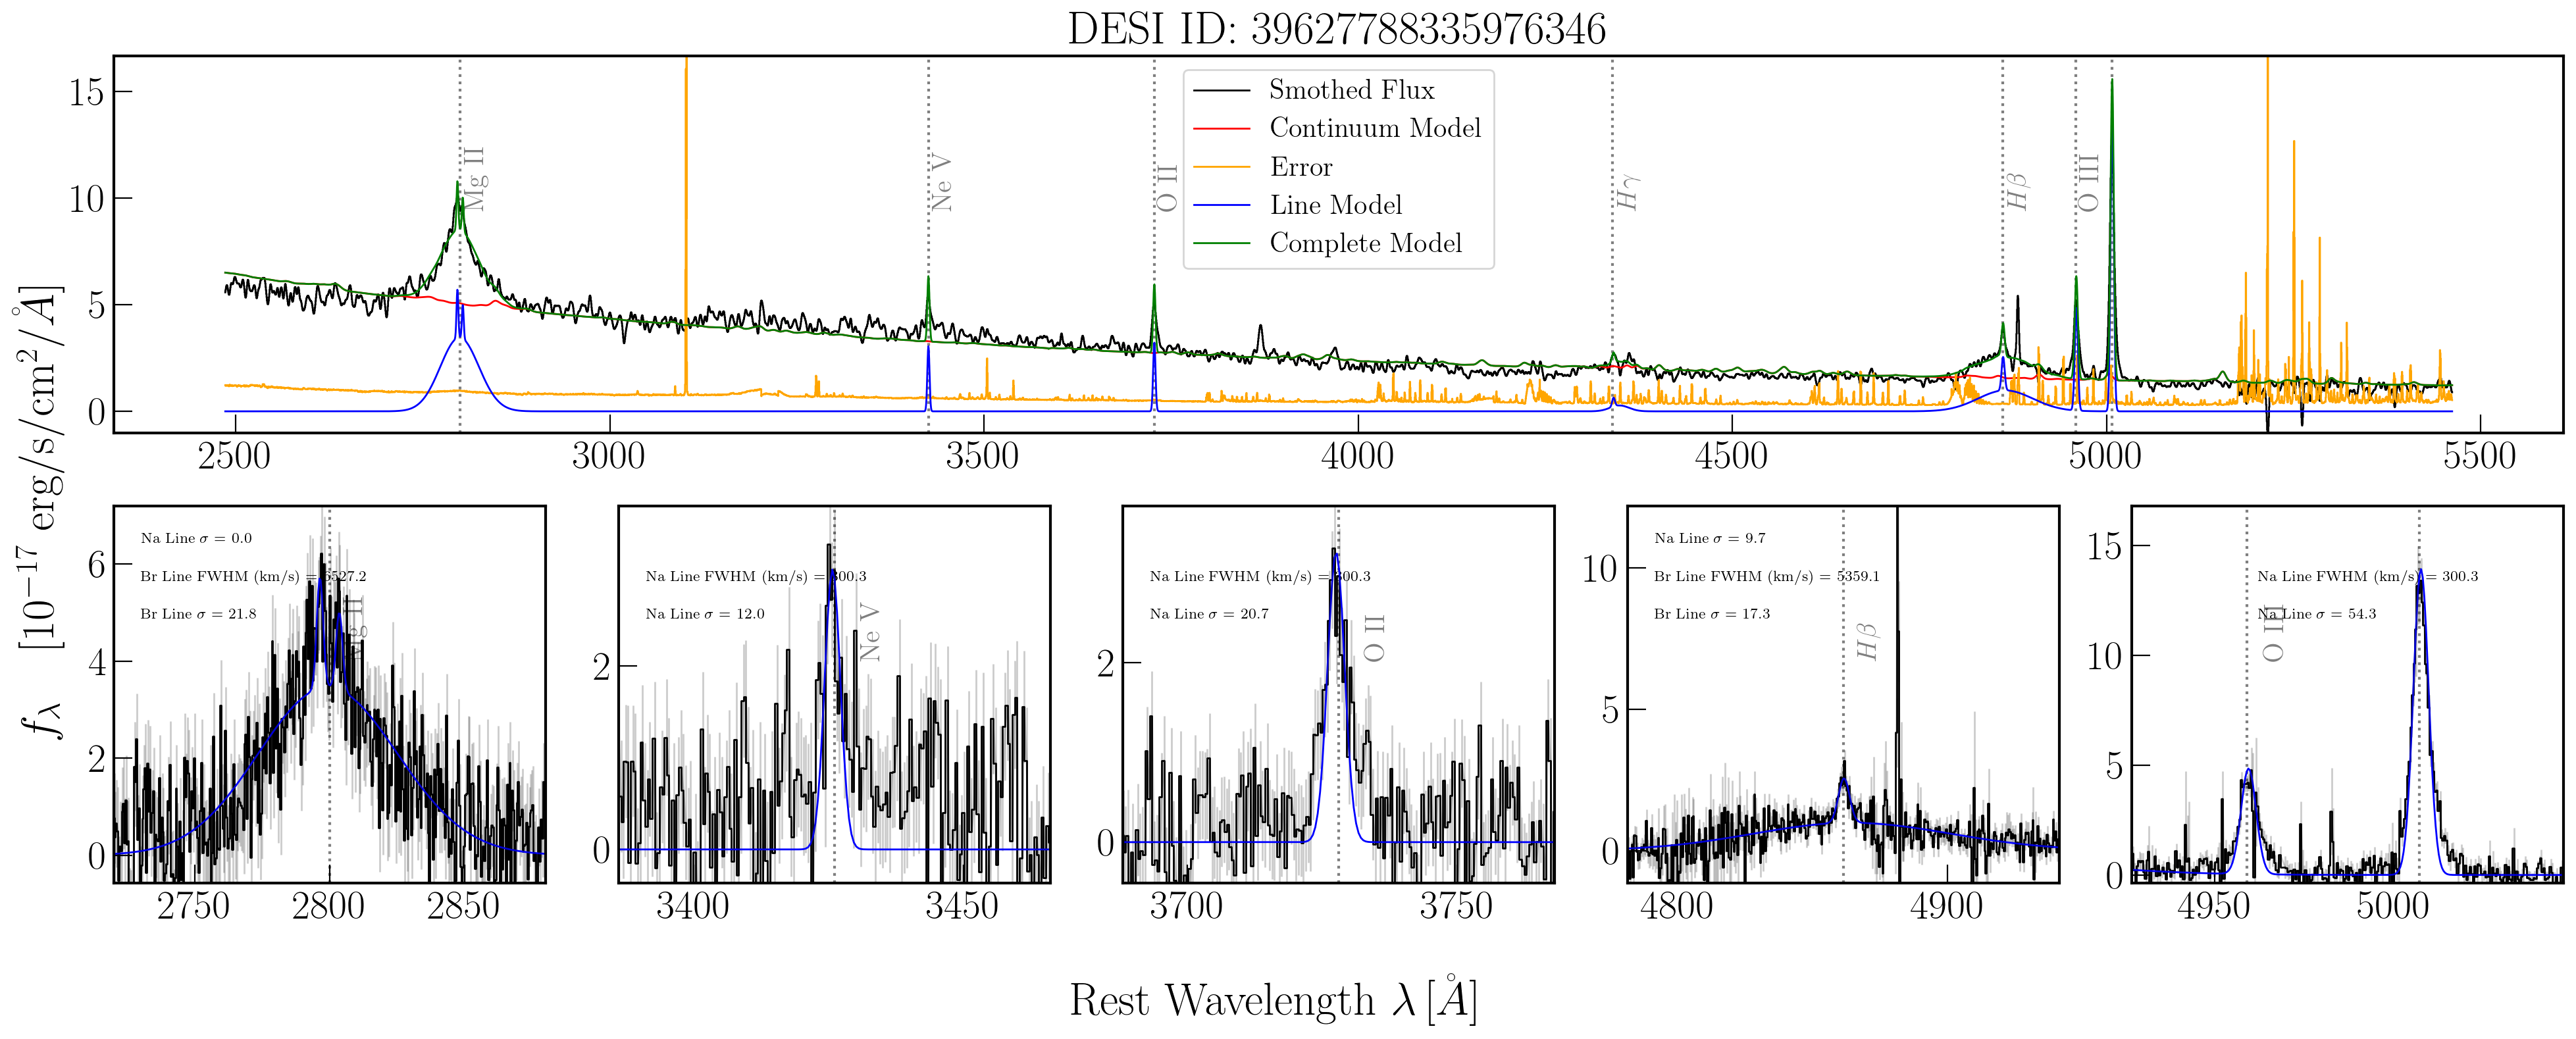 DESI ID: 39627788335976346
Smothed Flux
Continuum Model
Error
Line Model
Complete Model
Mg II
Ne V
O II
Hγ
Hβ
O III
15
10
5
0
2500 3000 3500 4000 4500 5000 5500
f_λ [10^{-17} erg/s/cm^2/Å]
Na Line σ = 0.0
Br Line FWHM (km/s) = 5527.2
Br Line σ = 21.8
Mg II
6
4
2
0
2750 2800 2850
Na Line FWHM (km/s) = 300.3
Na Line σ = 12.0
Ne V
2
0
3400 3450
Na Line FWHM (km/s) = 300.3
Na Line σ = 20.7
O II
2
0
3700 3750
Na Line σ = 9.7
Br Line FWHM (km/s) = 5359.1
Br Line σ = 17.3
Hβ
10
5
0
4800 4900
Na Line FWHM (km/s) = 300.3
Na Line σ = 54.3
O III
15
10
5
0
4950 5000
Rest Wavelength λ [Å]